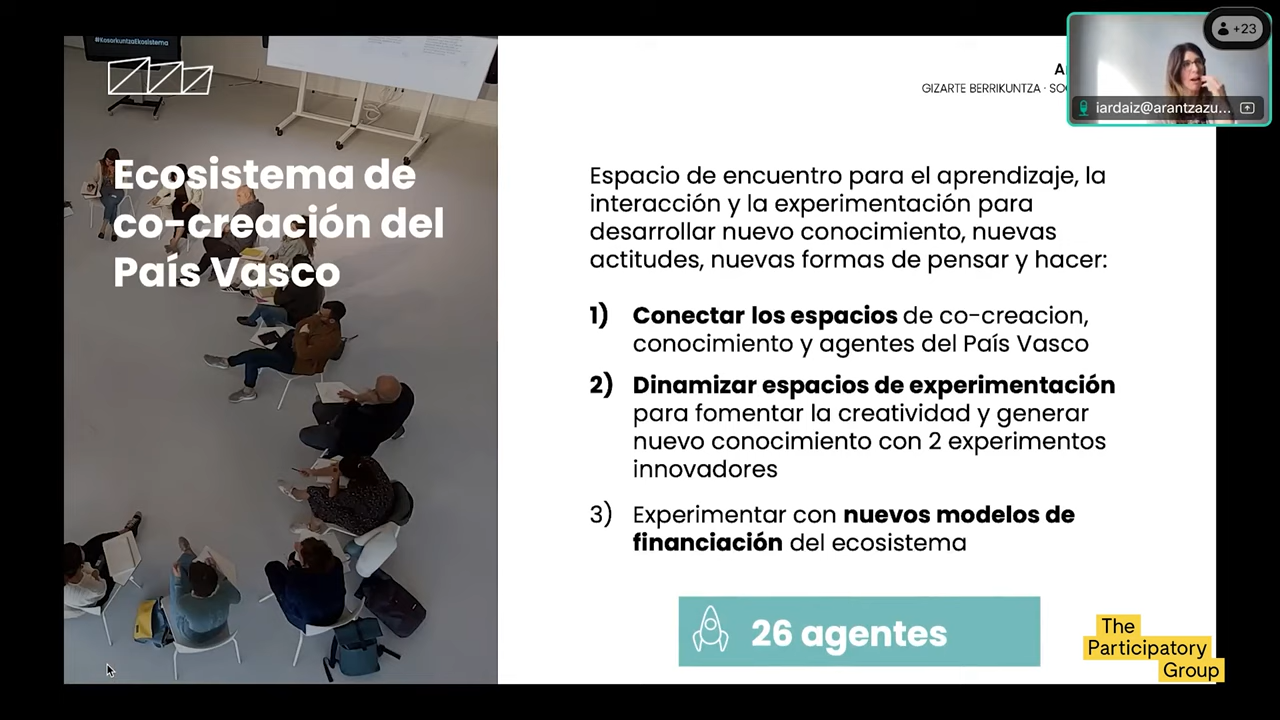 #KosorkuntzaEkosistema
Ecosistema de
co-creación del
País Vasco
GIZARTE BERRIKUNTZA · SO
+23
iardaiz@arantzazu...
Espacio de encuentro para el aprendizaje, la
interacción y la experimentación para
desarrollar nuevo conocimiento, nuevas
actitudes, nuevas formas de pensar y hacer:
1) Conectar los espacios de co-creacion,
conocimiento y agentes del País Vasco
2) Dinamizar espacios de experimentación
para fomentar la creatividad y generar
nuevo conocimiento con 2 experimentos
innovadores
3) Experimentar con nuevos modelos de
financiación del ecosistema
26 agentes
The
Participatory
Group